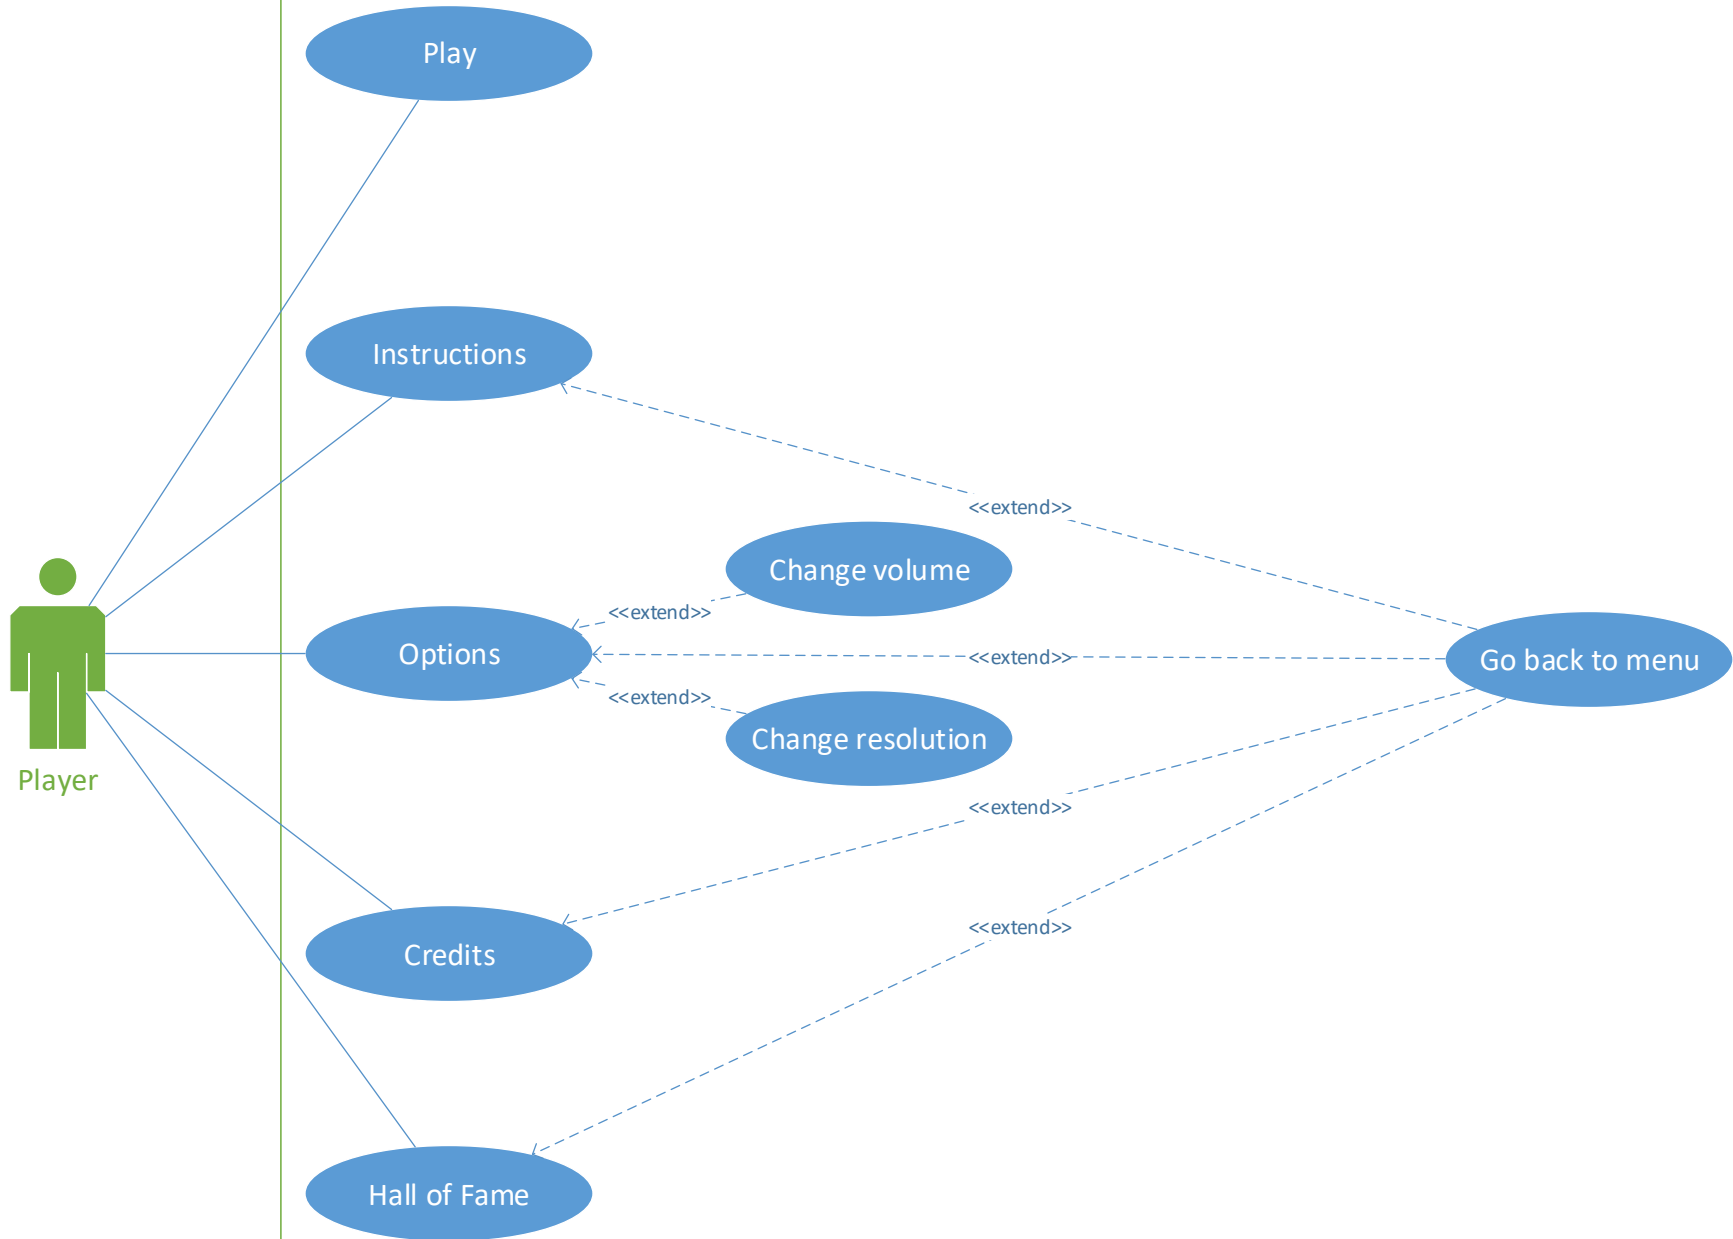 Play
Instructions
<<extend>>
Change volume
<<extend>>
Options
<<extend>>
Go back to menu
<<extend>>
Change resolution
Player
<<extend>>
<<extend>>
Credits
Hall of Fame